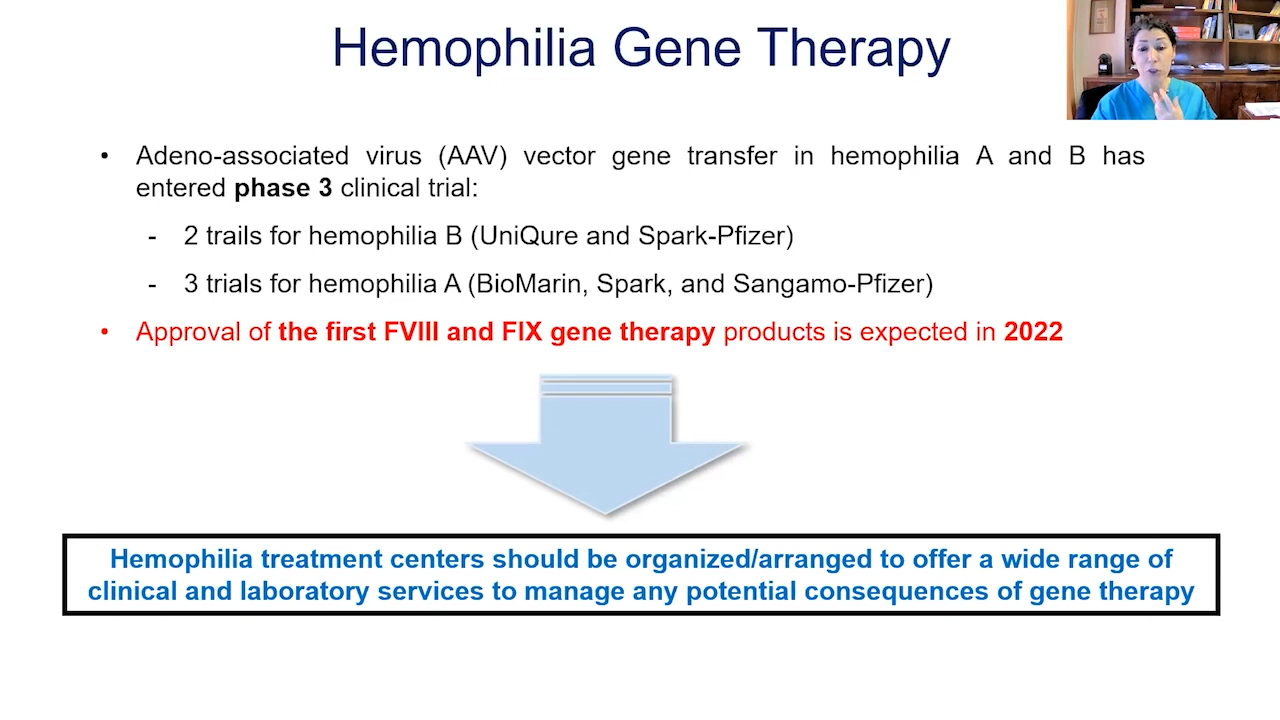 Hemophilia Gene Therapy
• Adeno-associated virus (AAV) vector gene transfer in hemophilia A and B has
entered phase 3 clinical trial:
- 2 trails for hemophilia B (UniQure and Spark-Pfizer)
- 3 trials for hemophilia A (BioMarin, Spark, and Sangamo-Pfizer)
• Approval of the first FVIII and FIX gene therapy products is expected in 2022
Hemophilia treatment centers should be organized/arranged to offer a wide range of
clinical and laboratory services to manage any potential consequences of gene therapy